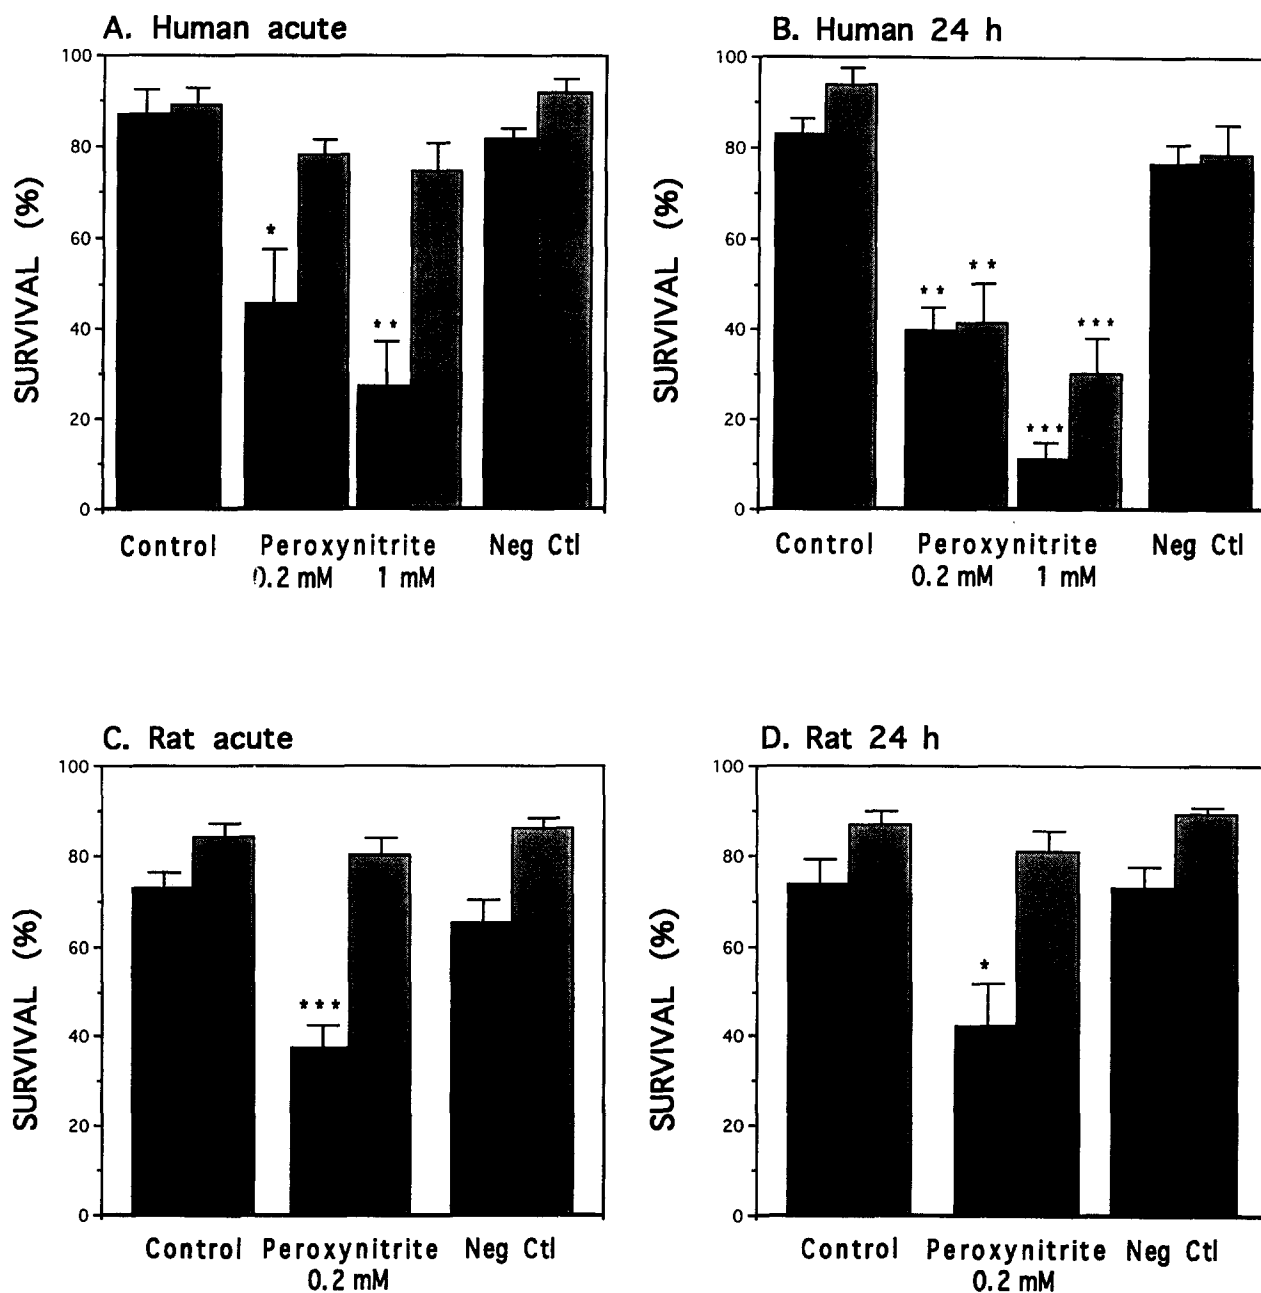 A. Human acute
100
80
60
40
20
0
SURVIVAL (%)
*
**
Control Peroxynitrite Neg Ctl
0.2 mM 1 mM
B. Human 24 h
100
80
60
40
20
0
SURVIVAL (%)
**
**
***
***
Control Peroxynitrite Neg Ctl
0.2 mM 1 mM
C. Rat acute
100
80
60
40
20
0
SURVIVAL (%)
***
Control Peroxynitrite Neg Ctl
0.2 mM
D. Rat 24 h
100
80
60
40
20
0
SURVIVAL (%)
*
Control Peroxynitrite Neg Ctl
0.2 mM